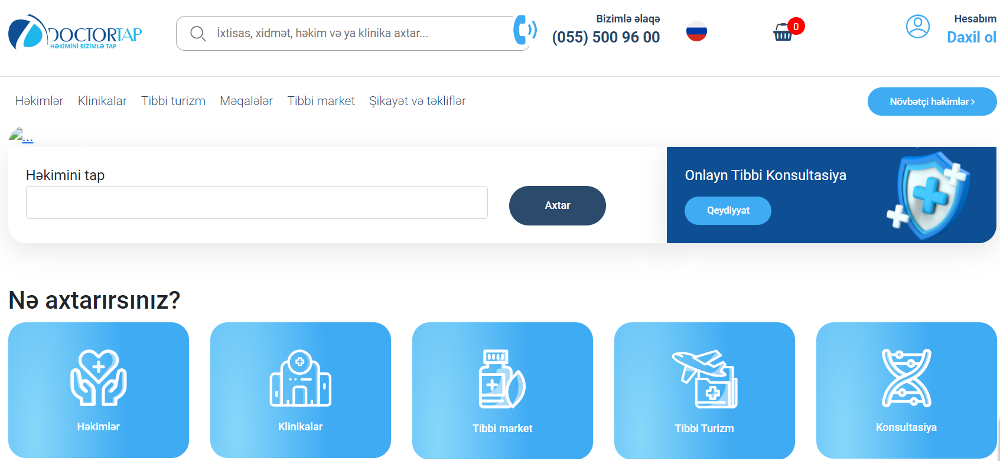 DOCTORTAP
HƏKİMİNİ BİZİMLƏ TAP
İxtisas, xidmət, həkim və ya klinika axtar...
Bizimlə əlaqə
(055) 500 96 00
0
Hesabım
Daxil ol
Həkimlər Klinikalar Tibbi turizm Məqalələr Tibbi market Şikayət və təkliflər
Növbətçi həkimlər
...
Həkimini tap
Axtar
Onlayn Tibbi Konsultasiya
Qeydiyyat
Nə axtarırsınız?
Həkimlər
Klinikalar
Tibbi market
Tibbi Turizm
Konsultasiya